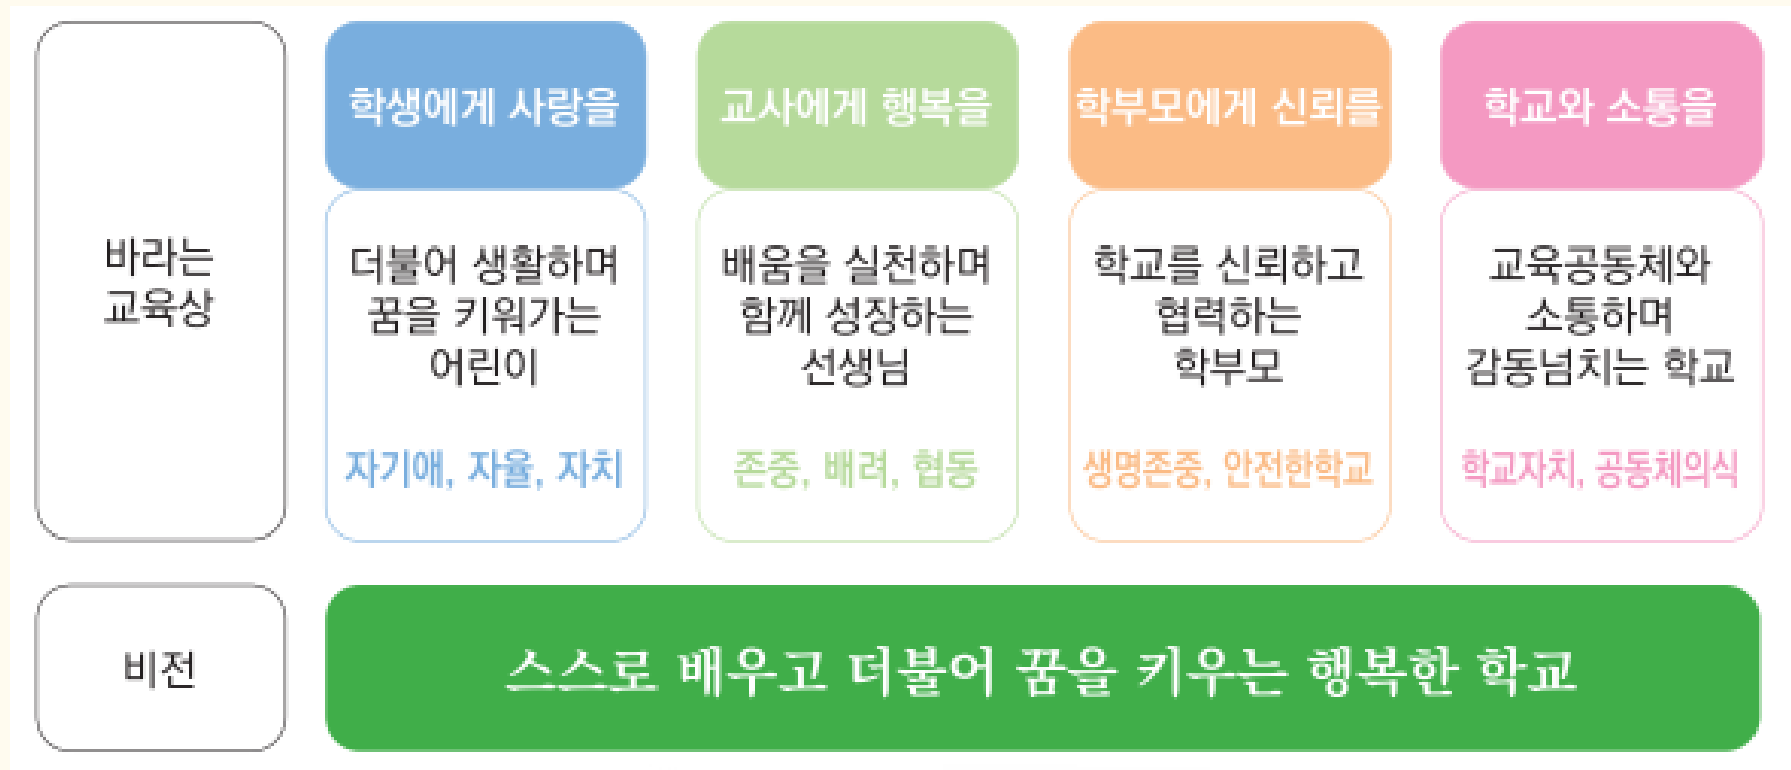 바라는
교육상
학생에게 사랑을
더불어 생활하며
꿈을 키워가는
어린이
자기애, 자율, 자치
교사에게 행복을
배움을 실천하며
함께 성장하는
선생님
존중, 배려, 협동
학부모에게 신뢰를
학교를 신뢰하고
협력하는
학부모
생명존중, 안전한학교
학교와 소통을
교육공동체와
소통하며
감동넘치는 학교
학교자치, 공동체의식
비전
스스로 배우고 더불어 꿈을 키우는 행복한 학교